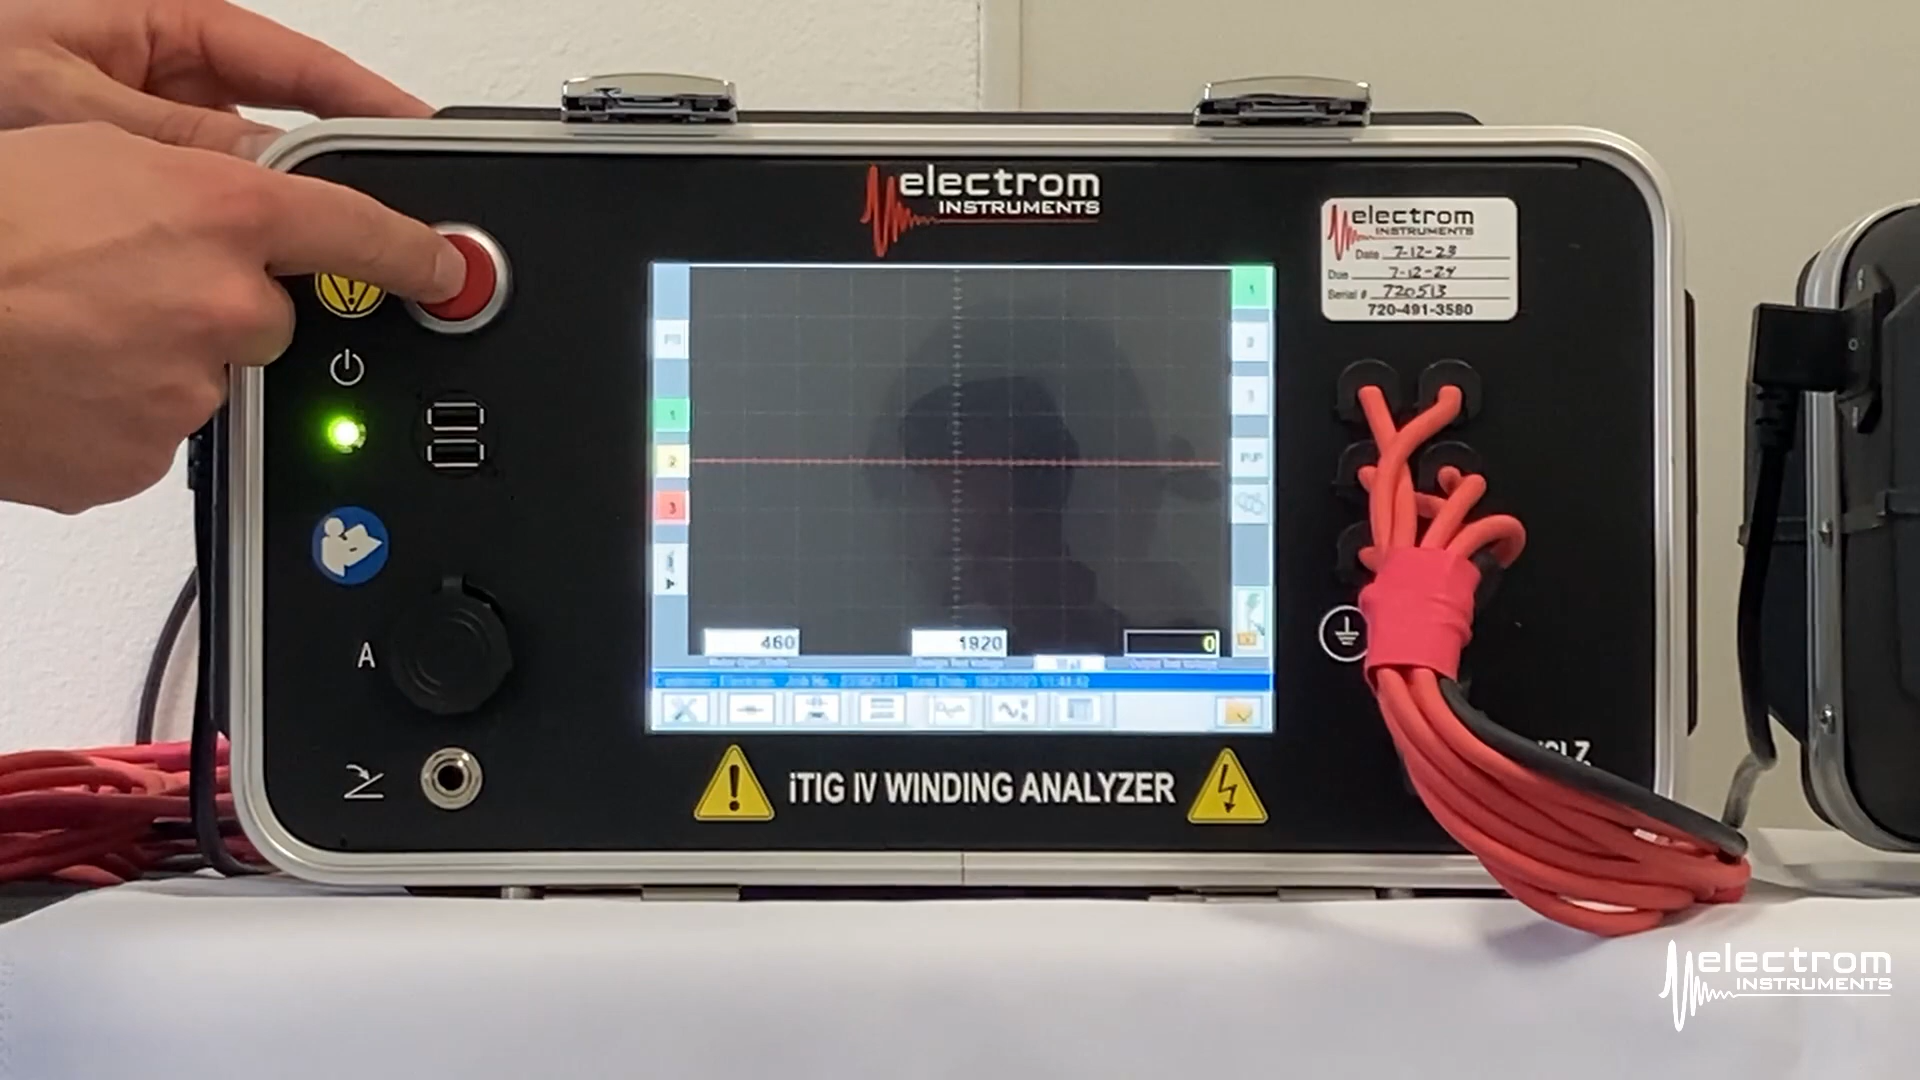 electrom
INSTRUMENTS
electrom
INSTRUMENTS
Date 7-12-23
Due 7-12-24
Serial # 720513
720-491-3580
1
2
3
PI
1
2
3
460
1920
0
A
iTIG IV WINDING ANALYZER
electrom
INSTRUMENTS